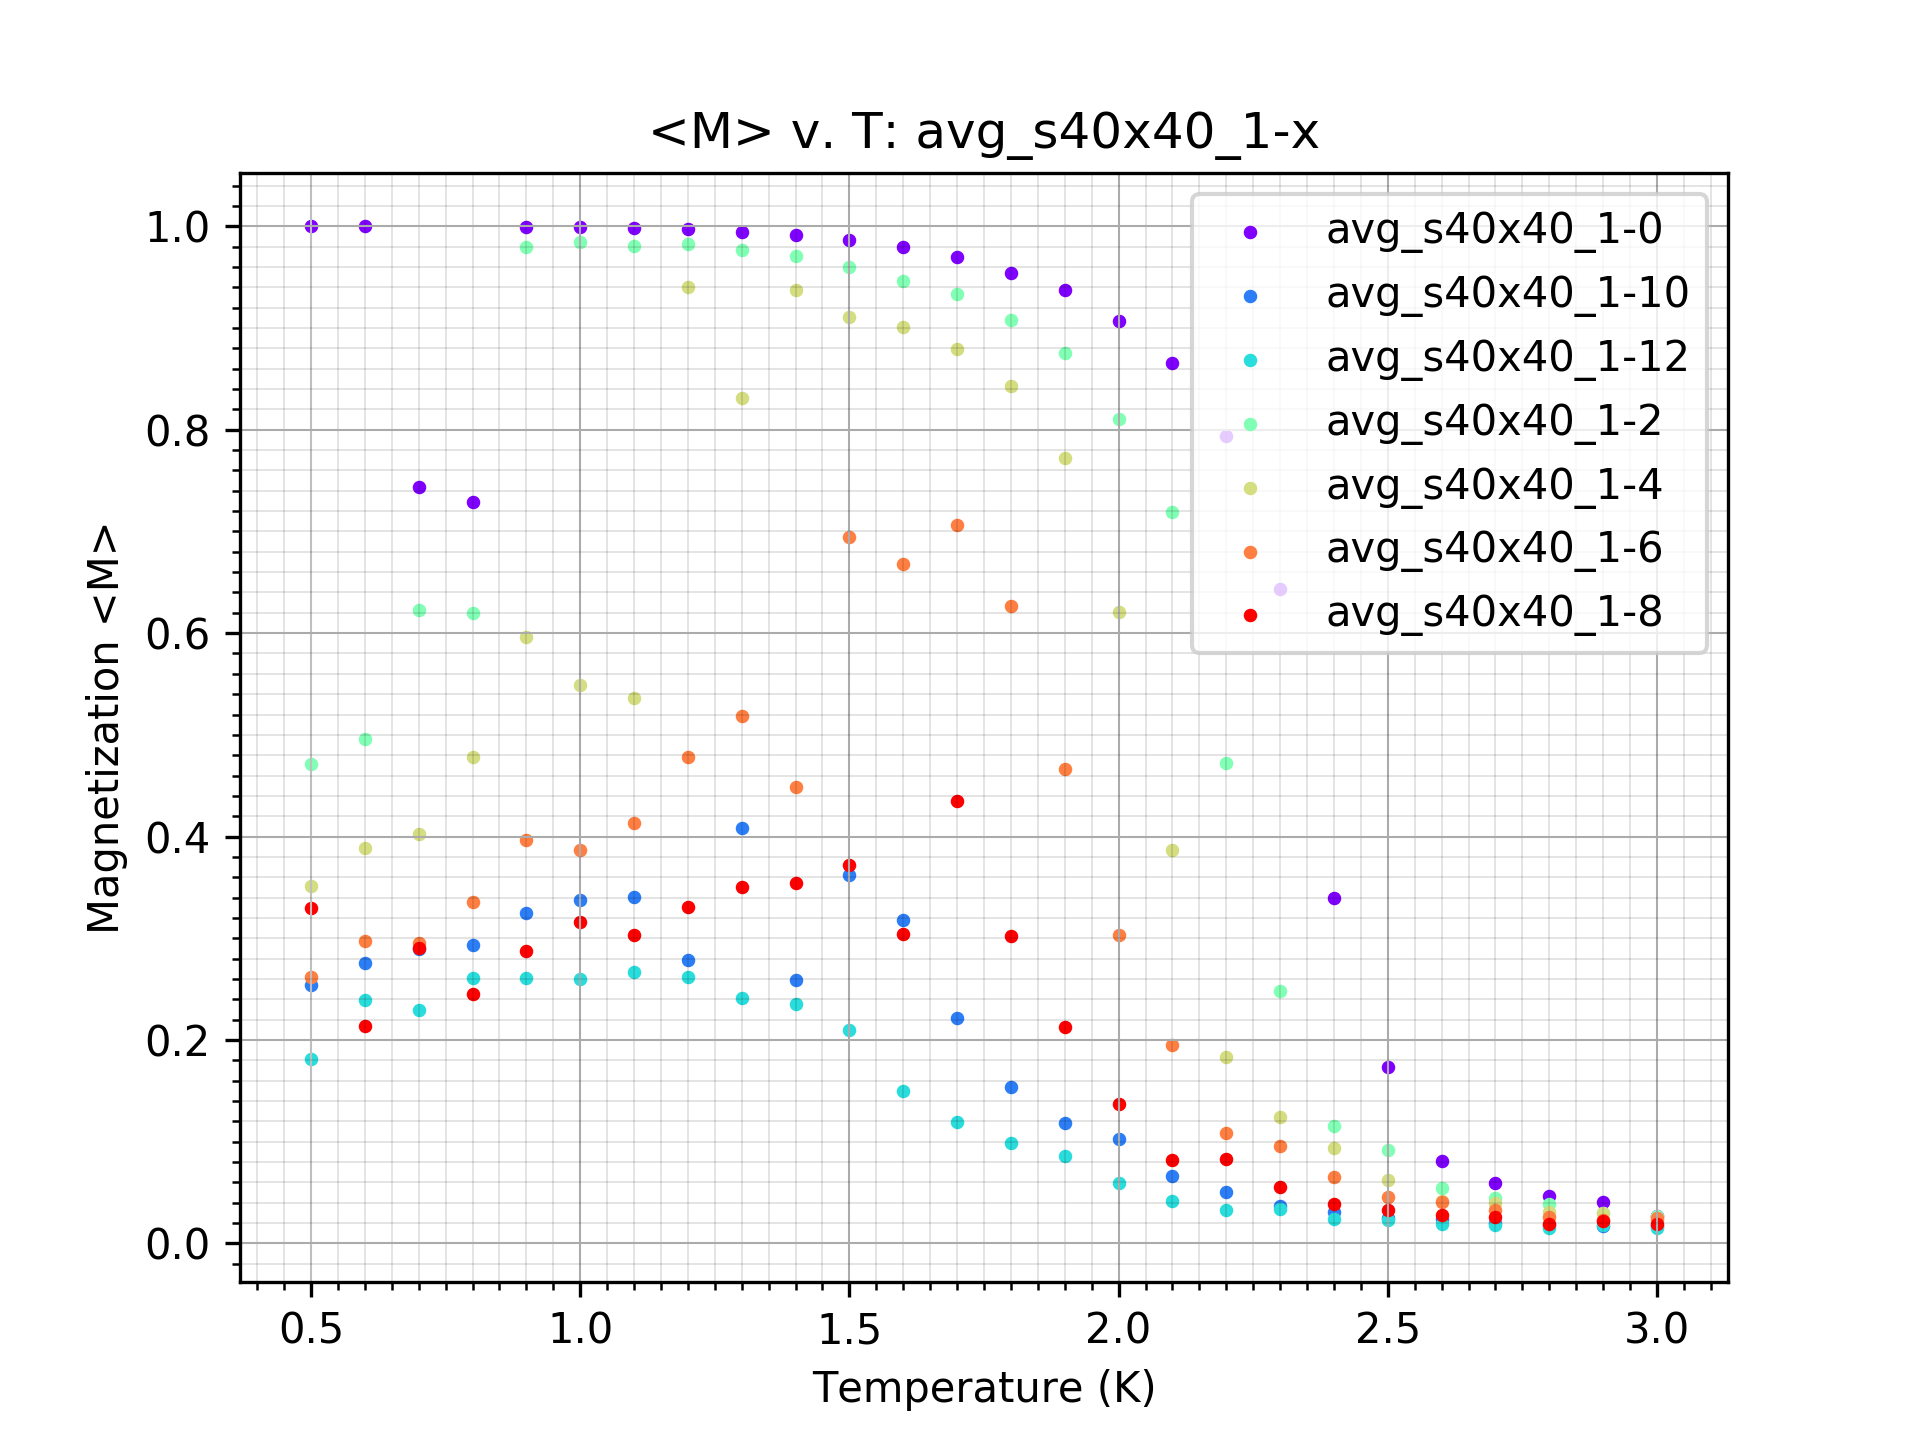 <M> v. T: avg_s40x40_1-x
avg_s40x40_1-0
avg_s40x40_1-10
avg_s40x40_1-12
avg_s40x40_1-2
avg_s40x40_1-4
avg_s40x40_1-6
avg_s40x40_1-8
Magnetization <M>
1.0
0.8
0.6
0.4
0.2
0.0
0.5 1.0 1.5 2.0 2.5 3.0
Temperature (K)